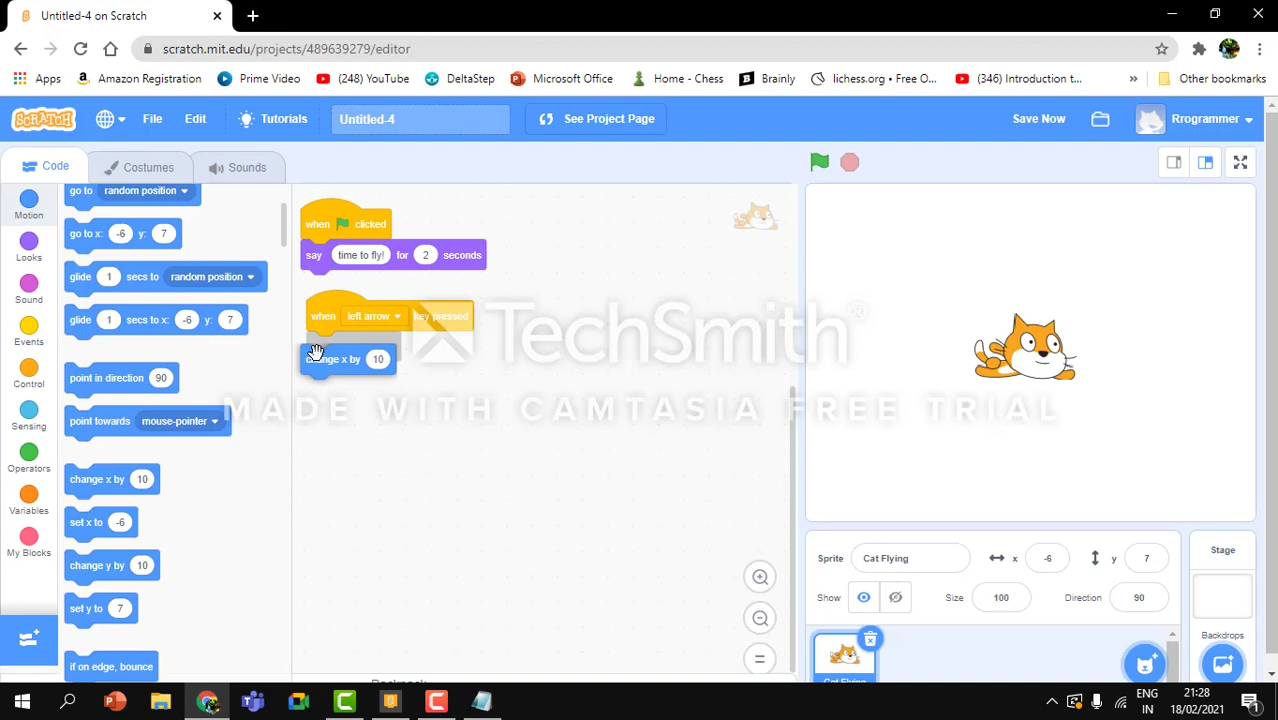 Untitled-4 on Scratch
scratch.mit.edu/projects/489639279/editor
Apps
Amazon Registration
Prime Video
(248) YouTube
DeltaStep
Microsoft Office
Home - Chess
Brainly
lichess.org • Free O...
(346) Introduction t...
Other bookmarks
SCRATCH
File
Edit
Tutorials
Untitled-4
See Project Page
Save Now
Rrogrammer
Code
Costumes
Sounds
Motion
Looks
Sound
Events
Control
Sensing
Operators
Variables
My Blocks
go to random position
go to x: -6 y: 7
glide 1 secs to random position
glide 1 secs to x: -6 y: 7
point in direction 90
point towards mouse-pointer
change x by 10
set x to -6
change y by 10
set y to 7
if on edge, bounce
when clicked
say time to fly! for 2 seconds
when left arrow key pressed
change x by 10
TechSmith
MADE WITH CAMTASIA FREE TRIAL
Sprite
Cat Flying
x -6
y 7
Show
Size 100
Direction 90
Stage
Backdrops
ENG
IN
21:28
18/02/2021
1